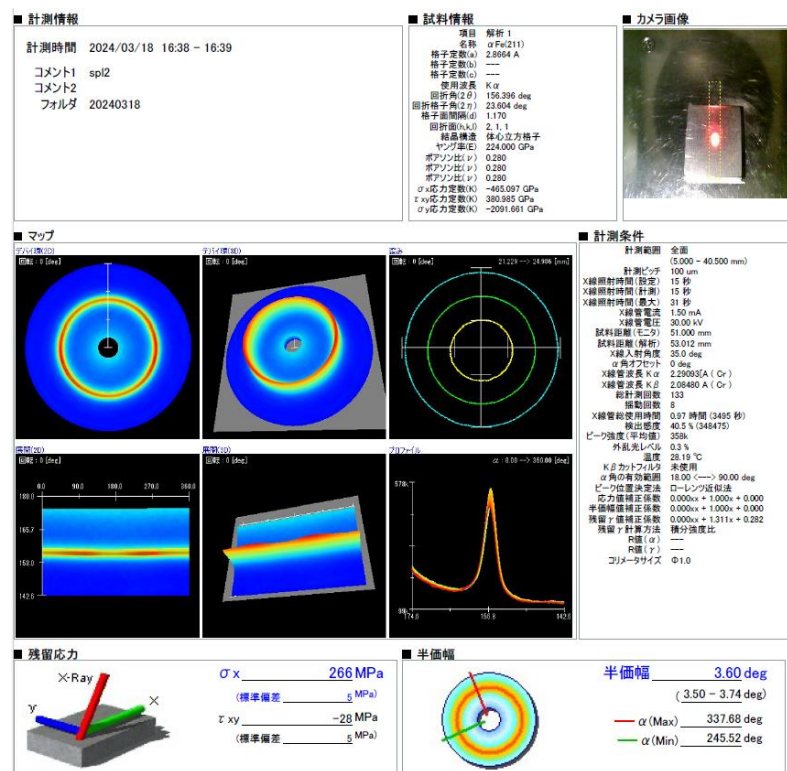 ■ 計測情報
計測時間 2024/03/18 16:38 - 16:39
コメント1 spl2
コメント2
フォルダ 20240318
■ 試料情報
項目 解析 1
名称 αFe(211)
格子定数(a) 2.8664 A
格子定数(b) ---
格子定数(c) ---
使用波長 Kα
回折角(2θ) 156.396 deg
回折格子角(2η) 23.604 deg
格子面間隔(d) 1.170
回折面(h,k,l) 2, 1, 1
結晶構造 体心立方格子
ヤング率(E) 224.000 GPa
ポアソン比(ν) 0.280
ポアソン比(ν) 0.280
ポアソン比(ν) 0.280
σx応力定数(K) -465.097 GPa
τxy応力定数(K) 380.985 GPa
σy応力定数(K) -2091.661 GPa
■ カメラ画像
■ マップ
デバイ環(2D)
回転 : 0 [deg]
デバイ環(3D)
回転 : 0 [deg]
歪み
回転 : 0 [deg]
21.229 --> 24.906 [mm]
展開(2D)
回転 : 0 [deg]
0.0 90.0 180.0 270.0 360.0
165.7
150.0
142.6
展開(3D)
回転 : 0 [deg]
プロファイル
α : 0.00 --> 360.00 [deg]
578k
98k
174.6 150.8 142.6
■ 計測条件
計測範囲 全面
(5.000 - 40.500 mm)
計測ピッチ 100 um
X線照射時間(設定) 15 秒
X線照射時間(計測) 15 秒
X線照射時間(最大) 31 秒
X線管電流 1.50 mA
X線管電圧 30.00 kV
試料距離(モニタ) 51.000 mm
試料距離(解析) 53.012 mm
X線入射角度 35.0 deg
α角オフセット 0 deg
X線管波長 Kα 2.29093[A ( Cr )
X線管波長 Kβ 2.08480 A ( Cr )
総計測回数 133
揺動回数 8
X線管総使用時間 0.97 時間 (3495 秒)
検出感度 40.5 % (348475)
ピーク強度(平均値) 358k
外乱光レベル 0.3 %
温度 28.19 ℃
Kβカットフィルタ 未使用
α角の有効範囲 18.00 <---> 90.00 deg
ピーク位置決定法 ローレンツ近似法
応力値補正係数 0.000xx + 1.000x + 0.000
半価幅値補正係数 0.000xx + 1.000x + 0.000
残留γ値補正係数 0.000xx + 1.311x + 0.282
残留γ計算方法 積分強度比
R値(α) ---
R値(γ) ---
コリメータサイズ Φ1.0
■ 残留応力
X-Ray
y
X
σx 266 MPa
(標準偏差 5 MPa)
τxy -28 MPa
(標準偏差 5 MPa)
■ 半価幅
半価幅 3.60 deg
( 3.50 - 3.74 deg)
α(Max) 337.68 deg
α(Min) 245.52 deg